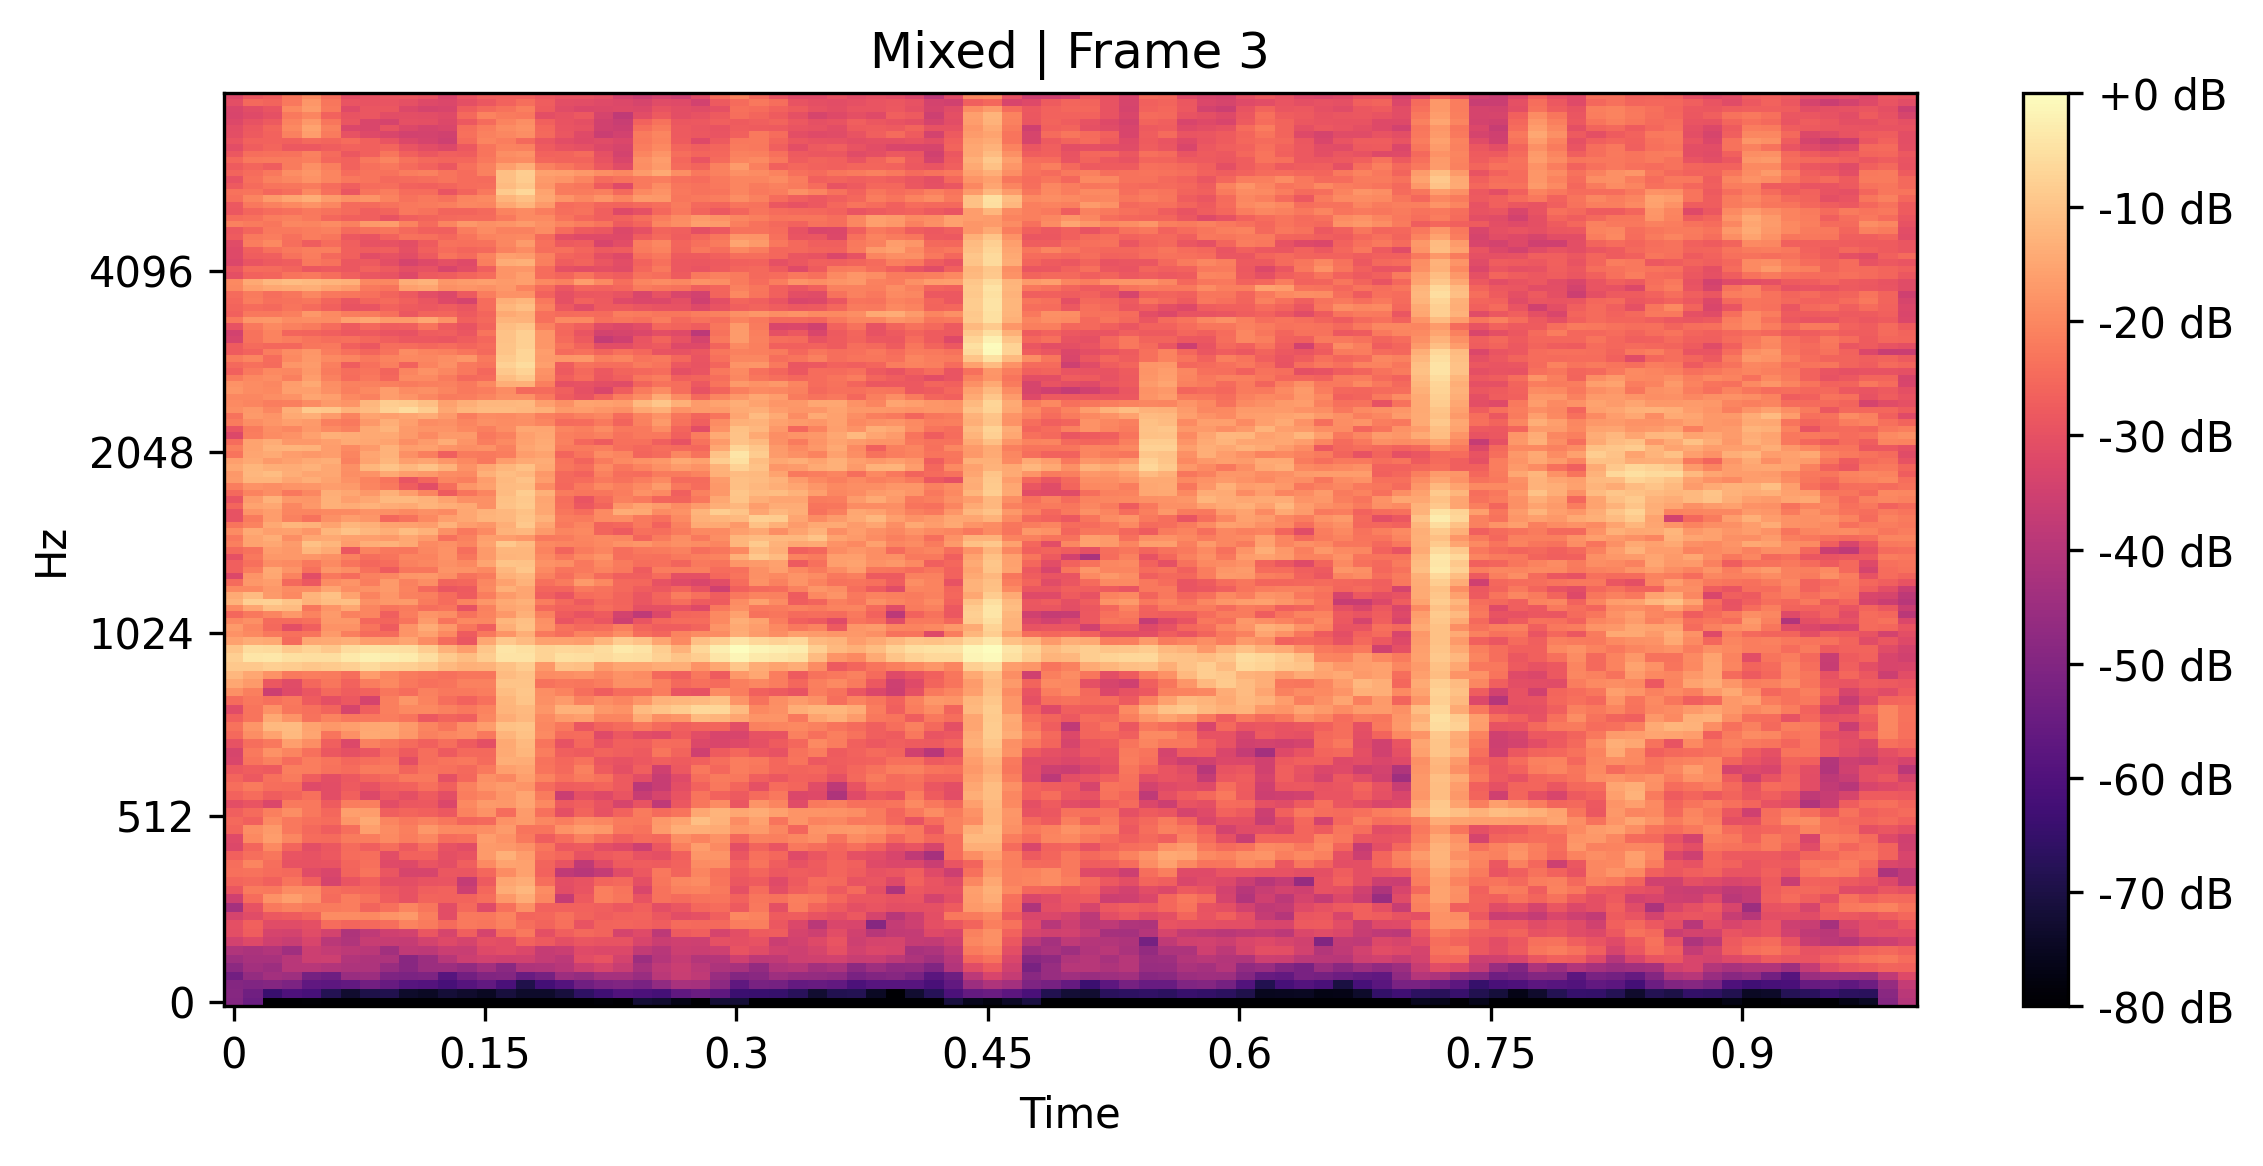 Mixed | Frame 3
Hz
4096
2048
1024
512
0
0
0.15
0.3
0.45
0.6
0.75
0.9
Time
+0 dB
-10 dB
-20 dB
-30 dB
-40 dB
-50 dB
-60 dB
-70 dB
-80 dB